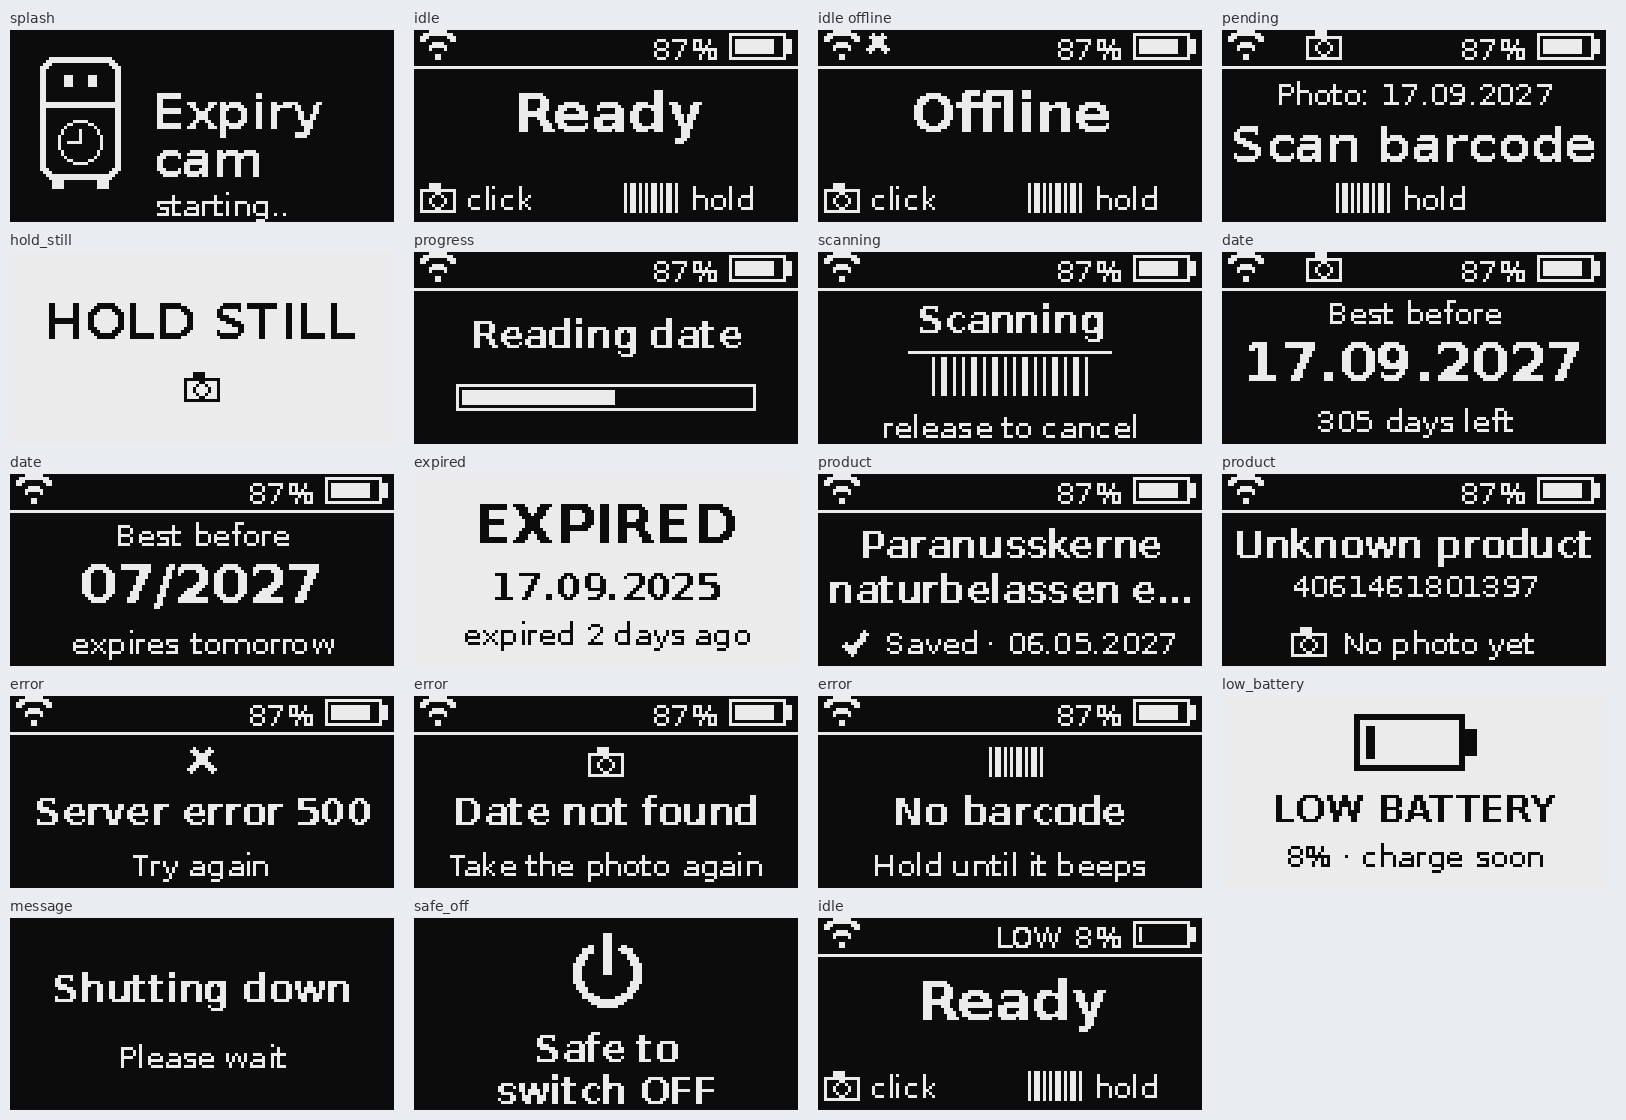 splash
Expiry
cam
starting..
idle
87%
Ready
click hold
idle offline
87%
Offline
click hold
pending
87%
Photo: 17.09.2027
Scan barcode
hold
hold_still
HOLD STILL
progress
87%
Reading date
scanning
87%
Scanning
release to cancel
date
87%
Best before
17.09.2027
305 days left
date
87%
Best before
07/2027
expires tomorrow
expired
EXPIRED
17.09.2025
expired 2 days ago
product
87%
Paranusskerne
naturbelassen e...
Saved · 06.05.2027
product
87%
Unknown product
4061461801397
No photo yet
error
87%
Server error 500
Try again
error
87%
Date not found
Take the photo again
error
87%
No barcode
Hold until it beeps
low_battery
LOW BATTERY
8% · charge soon
message
Shutting down
Please wait
safe_off
Safe to
switch OFF
idle
LOW 8%
Ready
click hold